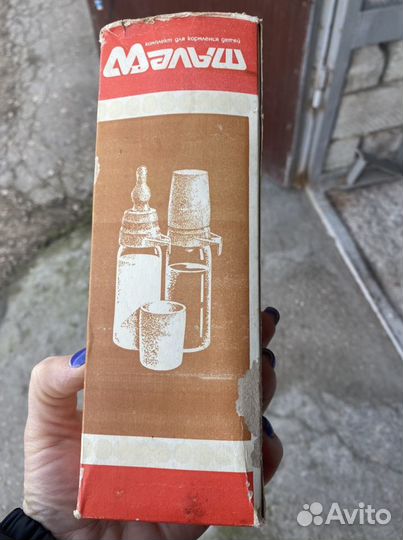 комплект для кормления детей
Малыш
Avito